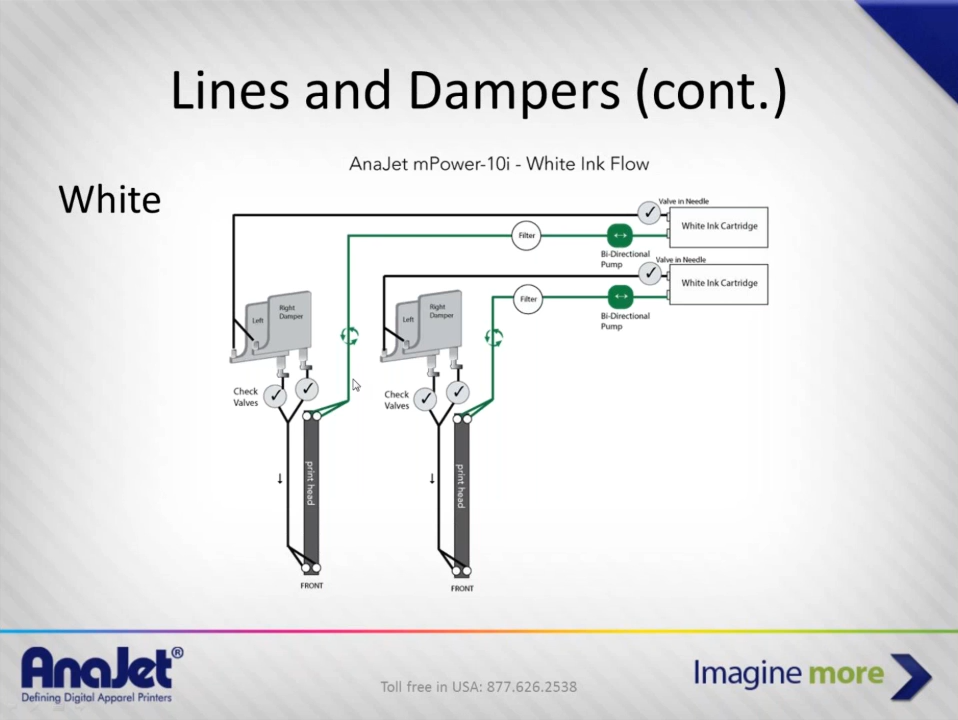 Lines and Dampers (cont.)
AnaJet mPower-10i - White Ink Flow
White
Valve in Needle
White Ink Cartridge
Filter
Bi-Directional
Pump
Valve in Needle
White Ink Cartridge
Filter
Bi-Directional
Pump
Left
Right
Damper
Left
Right
Damper
Check
Valves
Check
Valves
print head
print head
FRONT
FRONT
AnaJet®
Defining Digital Apparel Printers
Toll free in USA: 877.626.2538
Imagine more